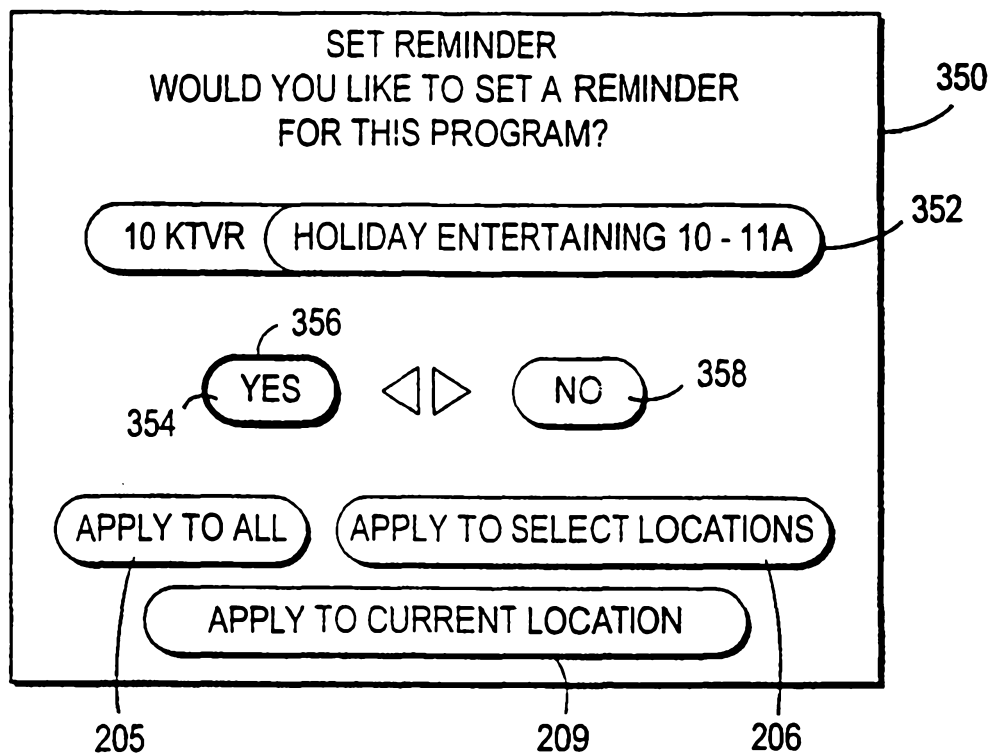 SET REMINDER
WOULD YOU LIKE TO SET A REMINDER
FOR THIS PROGRAM?
350
10 KTVR HOLIDAY ENTERTAINING 10 - 11A
352
356
YES NO
358
354
APPLY TO ALL APPLY TO SELECT LOCATIONS
APPLY TO CURRENT LOCATION
205 209 206